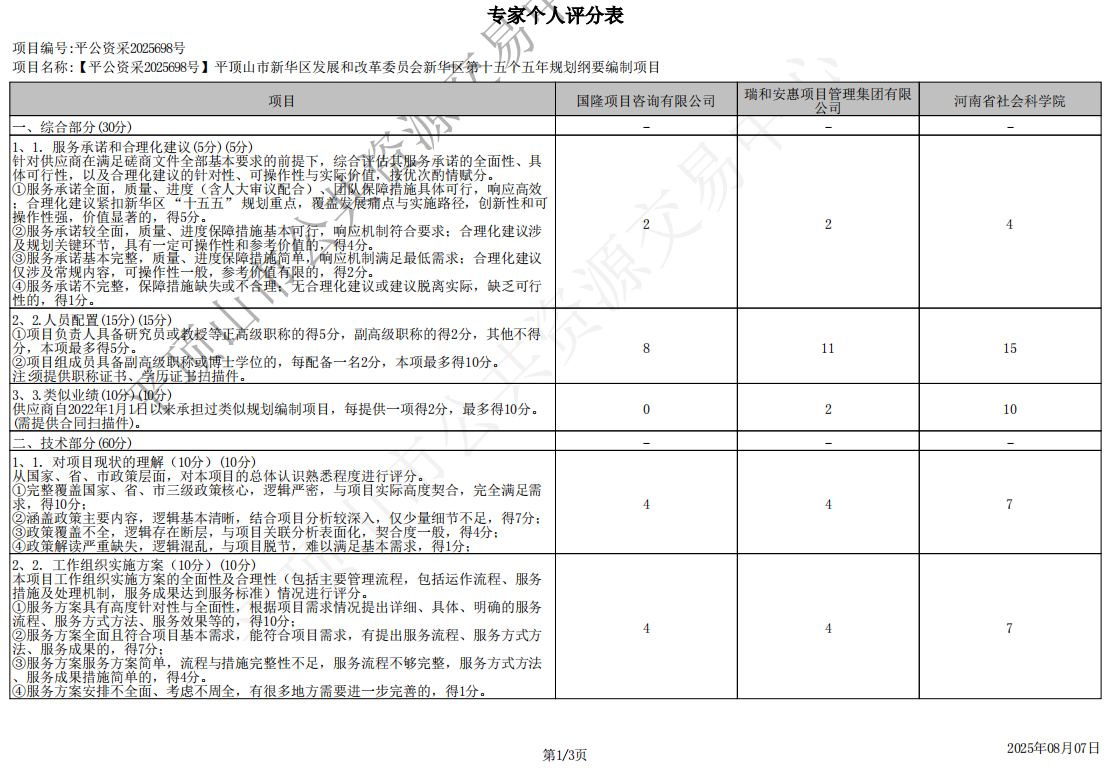 专家个人评分表
项目编号:平公资采2025698号
项目名称:【平公资采2025698号】平顶山市新华区发展和改革委员会新华区第十五个五年规划纲要编制项目
项目 国隆项目咨询有限公司 瑞和安惠项目管理集团有限公司 河南省社会科学院
一、综合部分(30分) - - -
1、1. 服务承诺和合理化建议(5分)(5分)
针对供应商在满足磋商文件全部基本要求的前提下，综合评估其服务承诺的全面性、具
体可行性，以及合理化建议的针对性、可操作性与实际价值，按优次酌情赋分。
①服务承诺全面，质量、进度（含人大审议配合）、团队保障措施具体可行，响应高效
；合理化建议紧扣新华区“十五五”规划重点，覆盖发展痛点与实施路径，创新性和可
操作性强，价值显著的，得5分。
②服务承诺较全面，质量、进度保障措施基本可行，响应机制符合要求；合理化建议涉
及规划关键环节，具有一定可操作性和参考价值的，得4分。
③服务承诺基本完整，质量、进度保障措施简单，响应机制满足最低需求；合理化建议
仅涉及常规内容，可操作性一般，参考价值有限的，得2分。
④服务承诺不完整，保障措施缺失或不合理；无合理化建议或建议脱离实际，缺乏可行
性的，得1分。
2 2 4
2、2.人员配置(15分)(15分)
①项目负责人具备研究员或教授等正高级职称的得5分，副高级职称的得2分，其他不得
分，本项最多得5分。
②项目组成员具备副高级职称或博士学位的，每配备一名2分，本项最多得10分。
注:须提供职称证书、学历证书扫描件。
8 11 15
3、3.类似业绩(10分)(10分)
供应商自2022年1月1日以来承担过类似规划编制项目，每提供一项得2分，最多得10分。
(需提供合同扫描件)。
0 2 10
二、技术部分(60分) - - -
1、1. 对项目现状的理解（10分）(10分)
从国家、省、市政策层面，对本项目的总体认识熟悉程度进行评分。
①完整覆盖国家、省、市三级政策核心，逻辑严密，与项目实际高度契合，完全满足需
求，得10分；
②涵盖政策主要内容，逻辑基本清晰，结合项目分析较深入，仅少量细节不足，得7分；
③政策覆盖不全，逻辑存在断层，与项目关联分析表面化，契合度一般，得4分；
④政策解读严重缺失，逻辑混乱，与项目脱节，难以满足基本需求，得1分；
4 4 7
2、2. 工作组织实施方案（10分）(10分)
本项目工作组织实施方案的全面性及合理性（包括主要管理流程，包括运作流程、服务
措施及处理机制，服务成果达到服务标准）情况进行评分。
①服务方案具有高度针对性与全面性，根据项目需求情况提出详细、具体、明确的服务
流程、服务方式方法、服务效果等的，得10分；
②服务方案全面且符合项目基本需求，能符合项目需求，有提出服务流程、服务方式方
法、服务成果的，得7分；
③服务方案服务方案简单，流程与措施完整性不足，服务流程不够完整，服务方式方法
、服务成果措施简单的，得4分。
④服务方案安排不全面、考虑不周全，有很多地方需要进一步完善的，得1分。
4 4 7
第1/3页
2025年08月07日
平顶山市公共资源交易中心
平顶山市公共资源交易中心